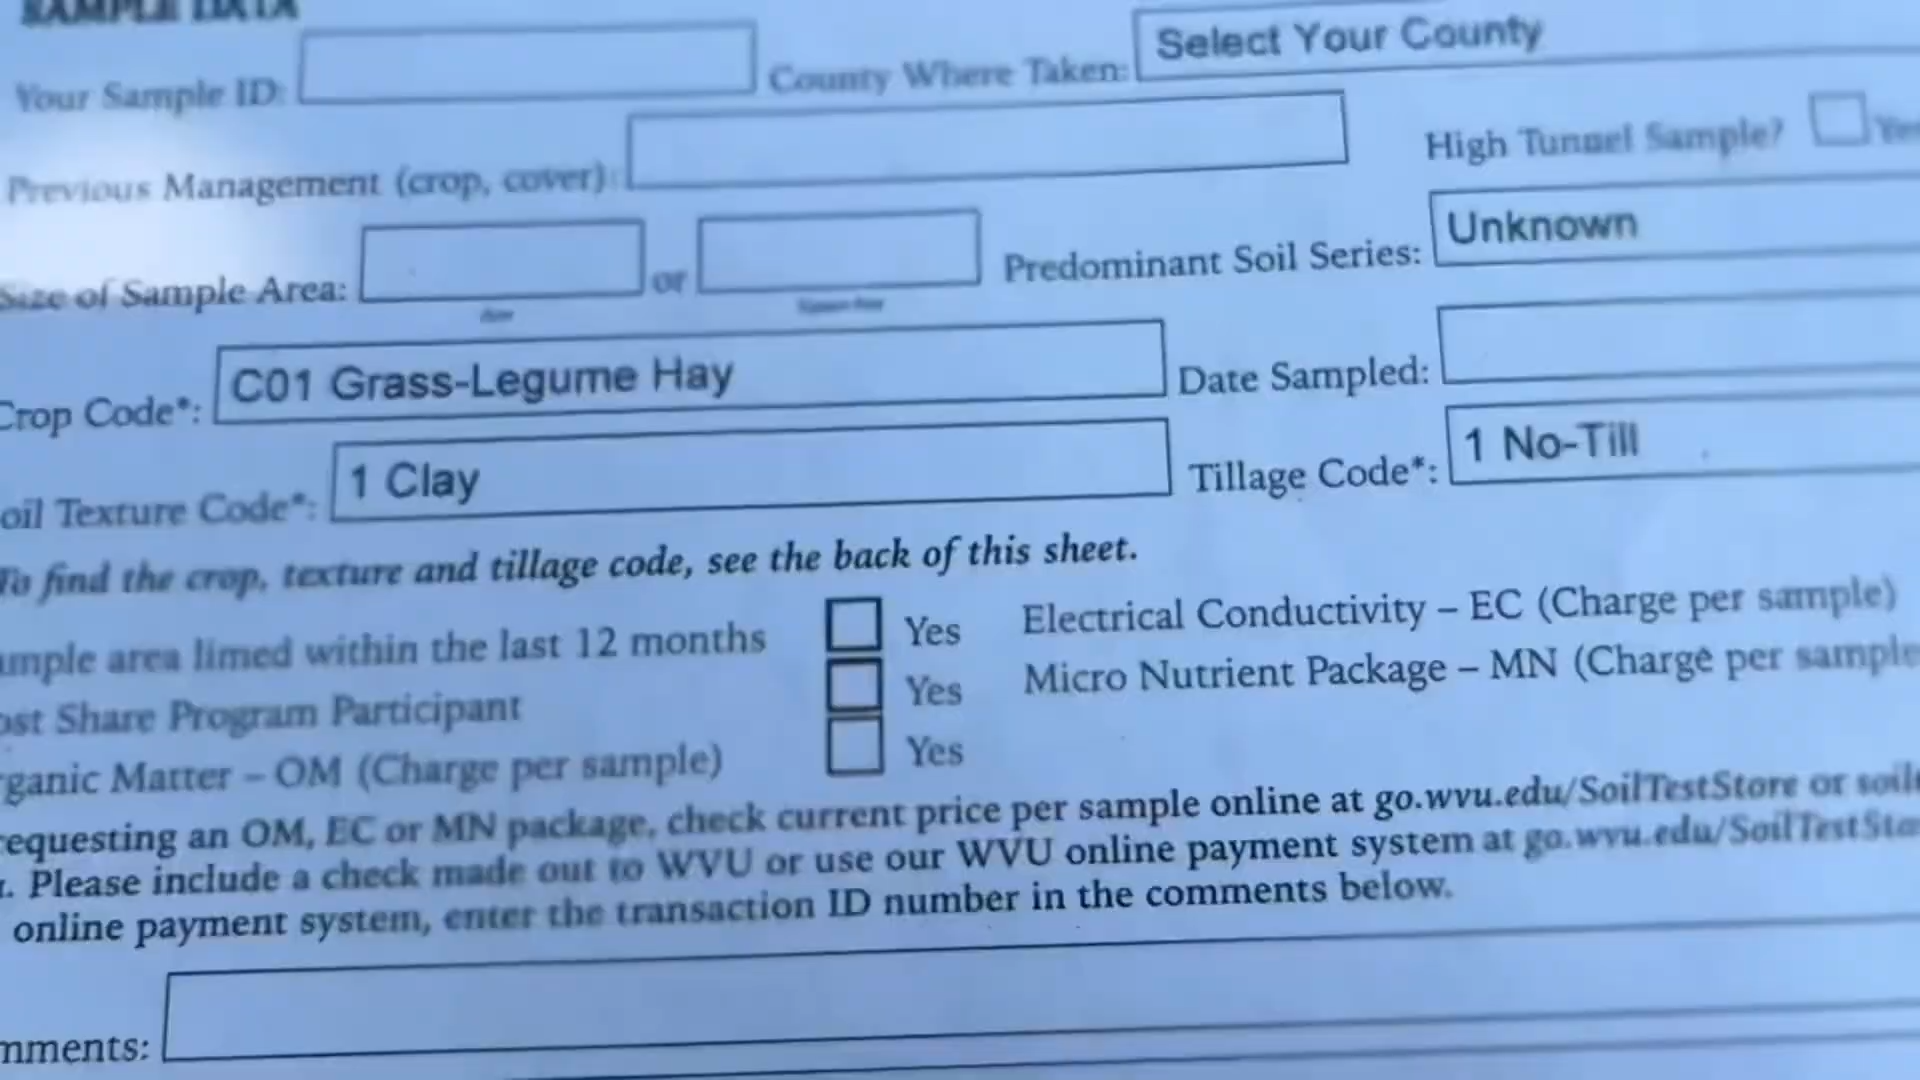 SAMPLE DATA
Your Sample ID: County Where Taken: Select Your County
Previous Management (crop, cover): High Tunnel Sample? Yes
Size of Sample Area: or Predominant Soil Series: Unknown
Crop Code*: C01 Grass-Legume Hay Date Sampled:
oil Texture Code*: 1 Clay Tillage Code*: 1 No-Till
To find the crop, texture and tillage code, see the back of this sheet.
ample area limed within the last 12 months Yes Electrical Conductivity – EC (Charge per sample)
ost Share Program Participant Yes Micro Nutrient Package – MN (Charge per sample
rganic Matter – OM (Charge per sample) Yes
requesting an OM, EC or MN package, check current price per sample online at go.wvu.edu/SoilTestStore or soil
. Please include a check made out to WVU or use our WVU online payment system at go.wvu.edu/SoilTestSto
online payment system, enter the transaction ID number in the comments below.
mments: